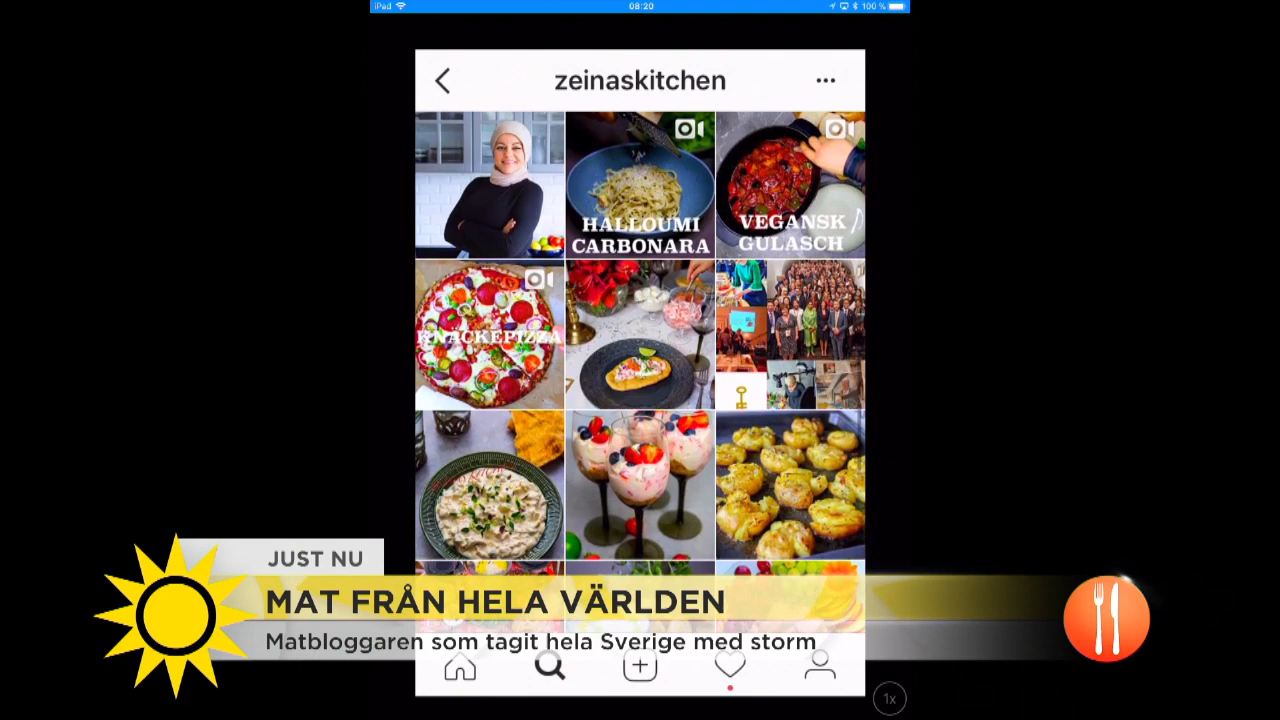 iPad
08:20
100 %
zeinaskitchen
HALLOUMI
CARBONARA
VEGANSK
GULASCH
KNÄCKEPIZZA
JUST NU
MAT FRÅN HELA VÄRLDEN
Matbloggaren som tagit hela Sverige med storm
1x